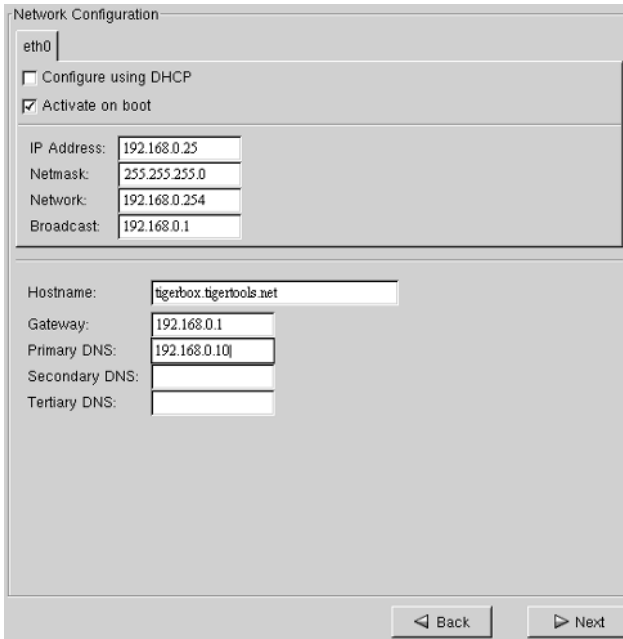 Network Configuration
eth0
Configure using DHCP
Activate on boot
IP Address: 192.168.0.25
Netmask: 255.255.255.0
Network: 192.168.0.254
Broadcast: 192.168.0.1
Hostname: tigerbox.tigertools.net
Gateway: 192.168.0.1
Primary DNS: 192.168.0.10
Secondary DNS:
Tertiary DNS:
Back Next